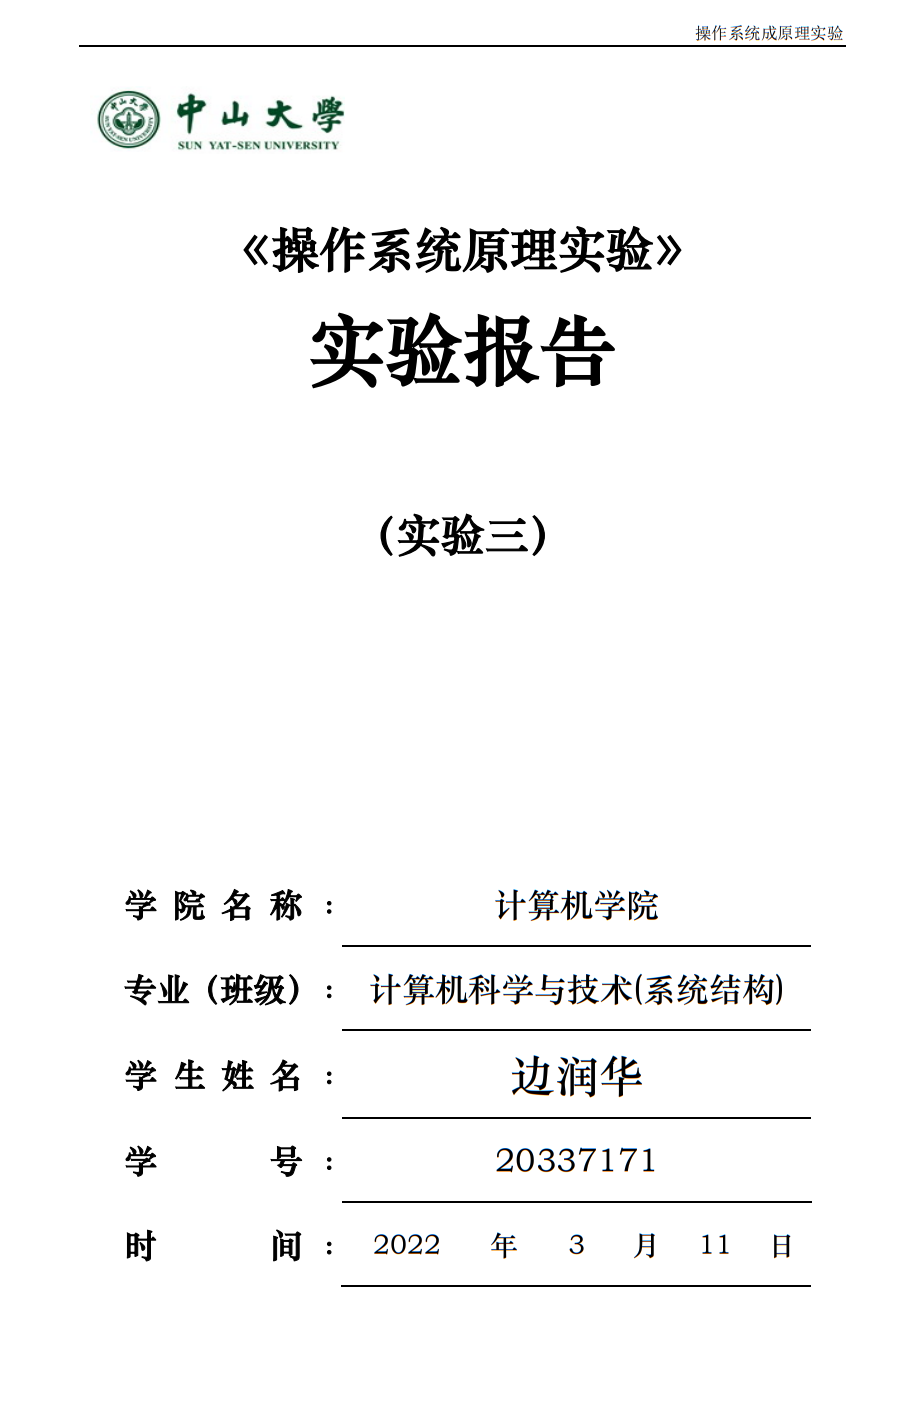 操作系统成原理实验
中山大學
SUN YAT-SEN UNIVERSITY
《操作系统原理实验》
实验报告
（实验三）
学院名称：计算机学院
专业（班级）：计算机科学与技术(系统结构)
学生姓名：边润华
学号：20337171
时间：2022 年 3 月 11 日